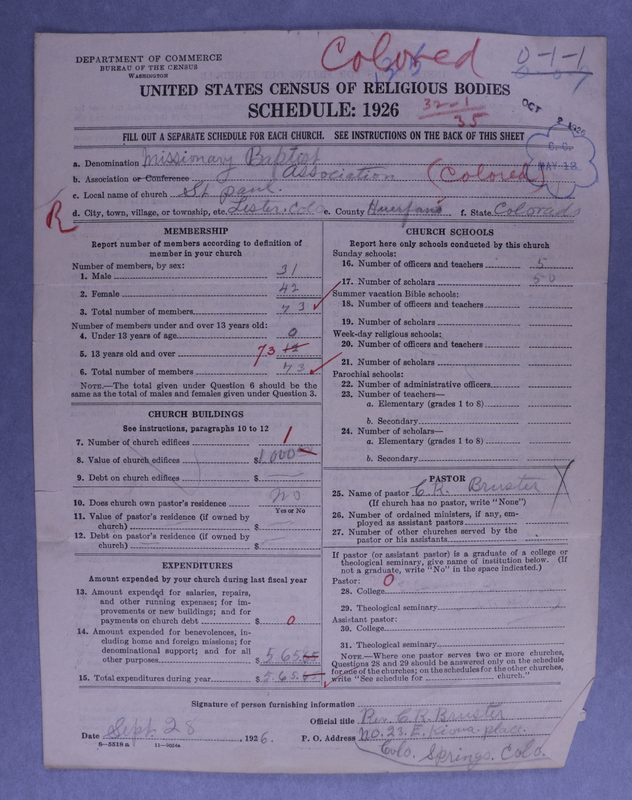 DEPARTMENT OF COMMERCE
BUREAU OF THE CENSUS
WASHINGTON
Colored
0-1-1
UNITED STATES CENSUS OF RELIGIOUS BODIES
SCHEDULE: 1926
32-1
35
OCT 2 1926
FILL OUT A SEPARATE SCHEDULE FOR EACH CHURCH. SEE INSTRUCTIONS ON THE BACK OF THIS SHEET
C. C.
MAY 13
a. Denomination Missionary Baptist
b. Association or Conference Association (Colored)
c. Local name of church St paul.
R
d. City, town, village, or township, etc. Lester. Colo e. County Huerfano f. State Colorado
MEMBERSHIP
Report number of members according to definition of
member in your church
Number of members, by sex:
1. Male 31
2. Female 42
3. Total number of members 73
Number of members under and over 13 years old:
4. Under 13 years of age 0
5. 13 years old and over 73
6. Total number of members 73
NOTE.—The total given under Question 6 should be the
same as the total of males and females given under Question 3.
CHURCH BUILDINGS
See instructions, paragraphs 10 to 12
7. Number of church edifices 1
8. Value of church edifices $1000
9. Debt on church edifices $
10. Does church own pastor's residence no
Yes or No
11. Value of pastor's residence (if owned by
church) $
12. Debt on pastor's residence (if owned by
church) $
EXPENDITURES
Amount expended by your church during last fiscal year
13. Amount expended for salaries, repairs,
and other running expenses; for im-
provements or new buildings; and for
payments on church debt $ 0
14. Amount expended for benevolences, in-
cluding home and foreign missions; for
denominational support; and for all
other purposes $ 565
15. Total expenditures during year $ 565
CHURCH SCHOOLS
Report here only schools conducted by this church
Sunday schools:
16. Number of officers and teachers 5
17. Number of scholars 50
Summer vacation Bible schools:
18. Number of officers and teachers
19. Number of scholars
Week-day religious schools:
20. Number of officers and teachers
21. Number of scholars
Parochial schools:
22. Number of administrative officers
23. Number of teachers—
a. Elementary (grades 1 to 8)
b. Secondary
24. Number of scholars—
a. Elementary (grades 1 to 8)
b. Secondary
PASTOR
25. Name of pastor C. R. Bruster X
(If church has no pastor, write "None")
26. Number of ordained ministers, if any, em-
ployed as assistant pastors
27. Number of other churches served by the
pastor or his assistants
If pastor (or assistant pastor) is a graduate of a college or
theological seminary, give name of institution below. (If
not a graduate, write "No" in the space indicated.)
Pastor: 0
28. College
29. Theological seminary
Assistant pastor:
30. College
31. Theological seminary
NOTE.—Where one pastor serves two or more churches,
Questions 28 and 29 should be answered only on the schedule
for one of the churches; on the schedules for the other churches,
write "See schedule for church."
Signature of person furnishing information
Official title Rev. C. R. Bruster
Date Sept 28, 1926. P. O. Address No. 23. E. Kiowa. place.
8—5518 a 11—9024a
Colo. Springs. Colo.